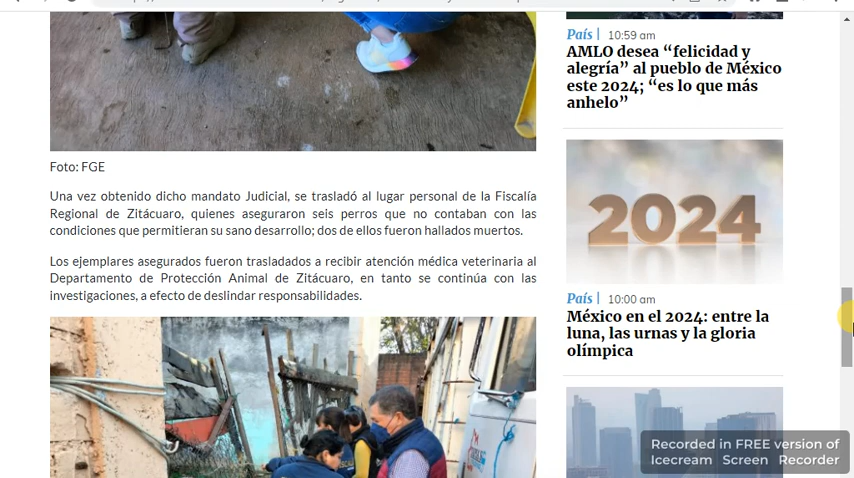 Foto: FGE
Una vez obtenido dicho mandato Judicial, se trasladó al lugar personal de la Fiscalía
Regional de Zitácuaro, quienes aseguraron seis perros que no contaban con las
condiciones que permitieran su sano desarrollo; dos de ellos fueron hallados muertos.
Los ejemplares asegurados fueron trasladados a recibir atención médica veterinaria al
Departamento de Protección Animal de Zitácuaro, en tanto se continúa con las
investigaciones, a efecto de deslindar responsabilidades.
País | 10:59 am
AMLO desea “felicidad y
alegría” al pueblo de México
este 2024; “es lo que más
anhelo”
2024
País | 10:00 am
México en el 2024: entre la
luna, las urnas y la gloria
olímpica
Recorded in FREE version of
Icecream Screen Recorder